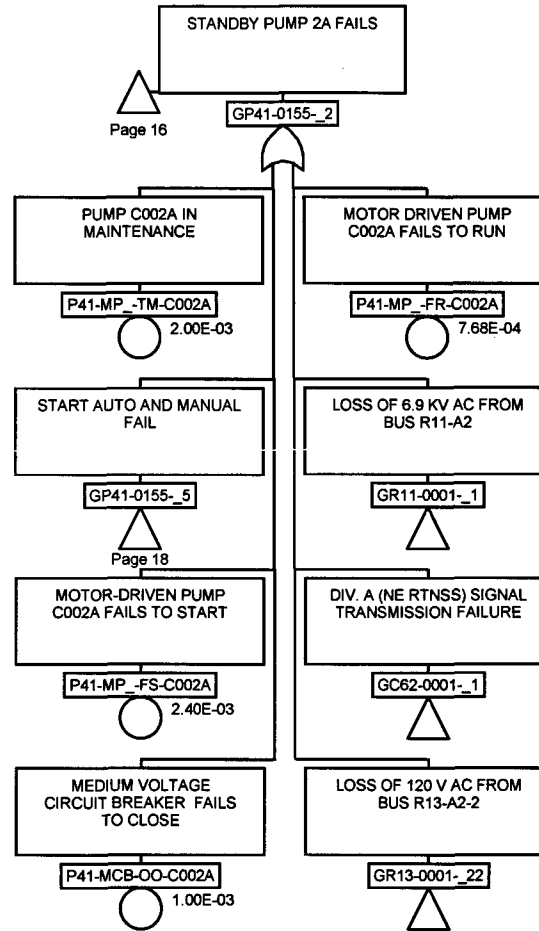 STANDBY PUMP 2A FAILS
Page 16
GP41-0155-_2
PUMP C002A IN
MAINTENANCE
P41-MP_-TM-C002A
2.00E-03
MOTOR DRIVEN PUMP
C002A FAILS TO RUN
P41-MP_-FR-C002A
7.68E-04
START AUTO AND MANUAL
FAIL
GP41-0155-_5
Page 18
LOSS OF 6.9 KV AC FROM
BUS R11-A2
GR11-0001-_1
MOTOR-DRIVEN PUMP
C002A FAILS TO START
P41-MP_-FS-C002A
2.40E-03
DIV. A (NE RTNSS) SIGNAL
TRANSMISSION FAILURE
GC62-0001-_1
MEDIUM VOLTAGE
CIRCUIT BREAKER FAILS
TO CLOSE
P41-MCB-OO-C002A
1.00E-03
LOSS OF 120 V AC FROM
BUS R13-A2-2
GR13-0001-_22